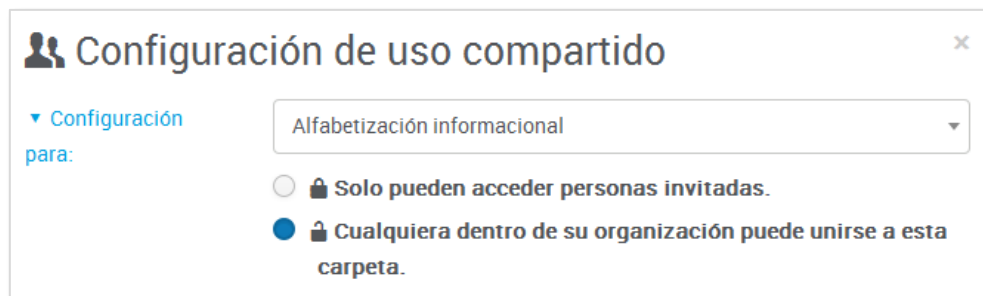 Configuración de uso compartido ×
▼ Configuración
para:
Alfabetización informacional
Solo pueden acceder personas invitadas.
Cualquiera dentro de su organización puede unirse a esta
carpeta.